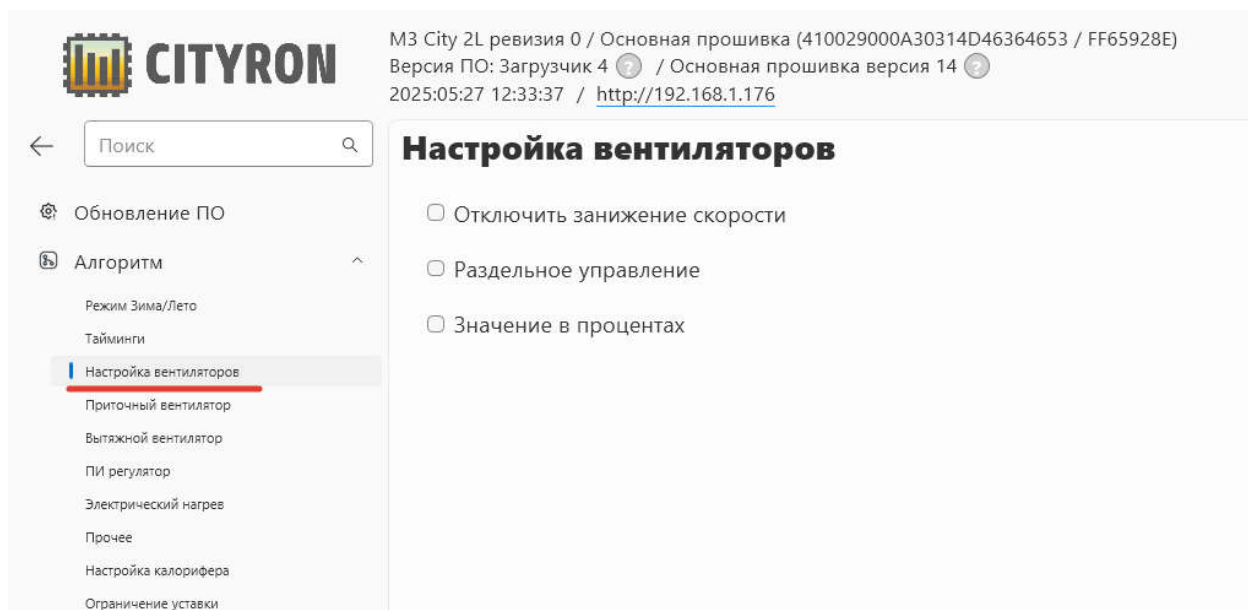 CITYRON
M3 City 2L ревизия 0 / Основная прошивка (410029000A30314D46364653 / FF65928E)
Версия ПО: Загрузчик 4 ? / Основная прошивка версия 14 ?
2025:05:27 12:33:37 / http://192.168.1.176
Поиск
Обновление ПО
Алгоритм
Режим Зима/Лето
Тайминги
Настройка вентиляторов
Приточный вентилятор
Вытяжной вентилятор
ПИ регулятор
Электрический нагрев
Прочее
Настройка калорифера
Ограничение уставки
Настройка вентиляторов
Отключить занижение скорости
Раздельное управление
Значение в процентах